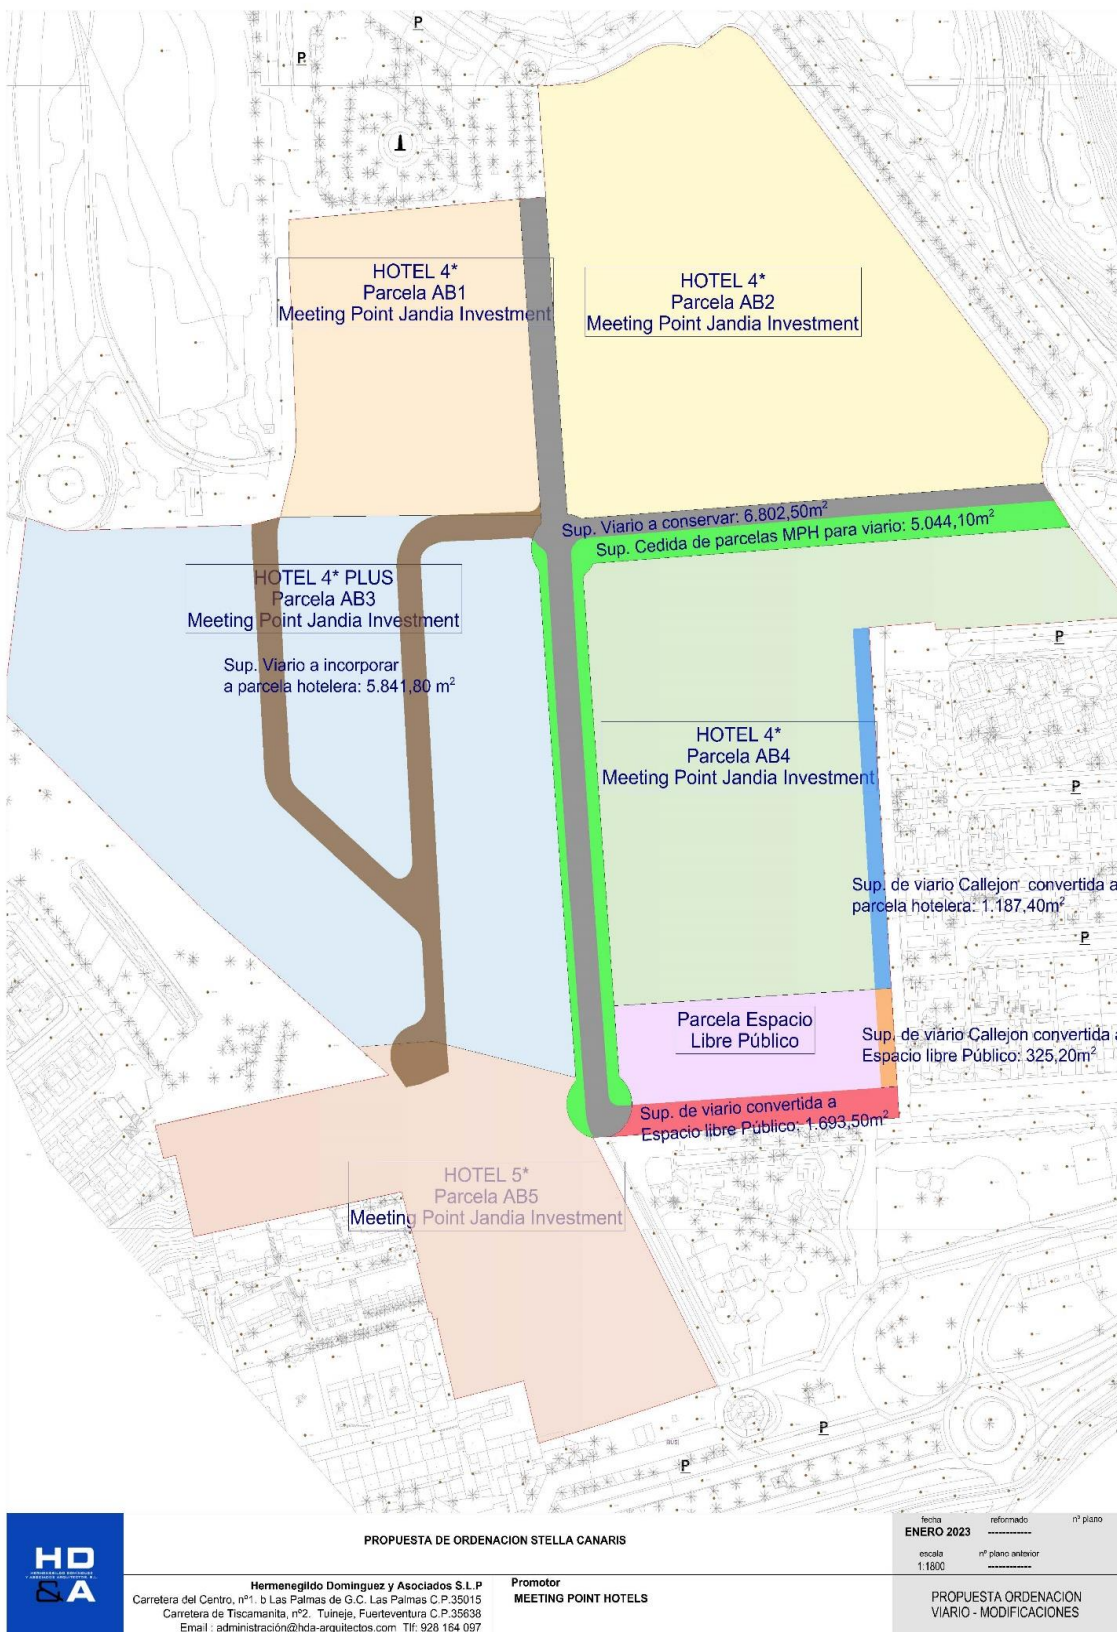 P
P
HOTEL 4*
Parcela AB1
Meeting Point Jandia Investment
HOTEL 4*
Parcela AB2
Meeting Point Jandia Investment
Sup. Viario a conservar: 6.802,50m²
Sup. Cedida de parcelas MPH para viario: 5.044,10m²
HOTEL 4* PLUS
Parcela AB3
Meeting Point Jandia Investment
Sup. Viario a incorporar
a parcela hotelera: 5.841,80 m²
P
HOTEL 4*
Parcela AB4
Meeting Point Jandia Investment
P
Sup. de viario Callejon convertida a
parcela hotelera: 1.187,40m²
P
Parcela Espacio
Libre Público
Sup. de viario Callejon convertida a
Espacio libre Público: 325,20m²
Sup. de viario convertida a
Espacio libre Público: 1.693,50m²
HOTEL 5*
Parcela AB5
Meeting Point Jandia Investment
P
P
HD
&A
PROPUESTA DE ORDENACION STELLA CANARIS
Hermenegildo Dominguez y Asociados S.L.P
Carretera del Centro, nº1. b Las Palmas de G.C. Las Palmas C.P.35015
Carretera de Tiscamanita, nº2. Tuineje, Fuerteventura C.P.35638
Email : administración@hda-arquitectos.com Tlf: 928 164 097
Promotor
MEETING POINT HOTELS
fecha reformado nº plano
ENERO 2023 ------------
escala nº plano anterior
1:1800 ------------
PROPUESTA ORDENACION
VIARIO - MODIFICACIONES